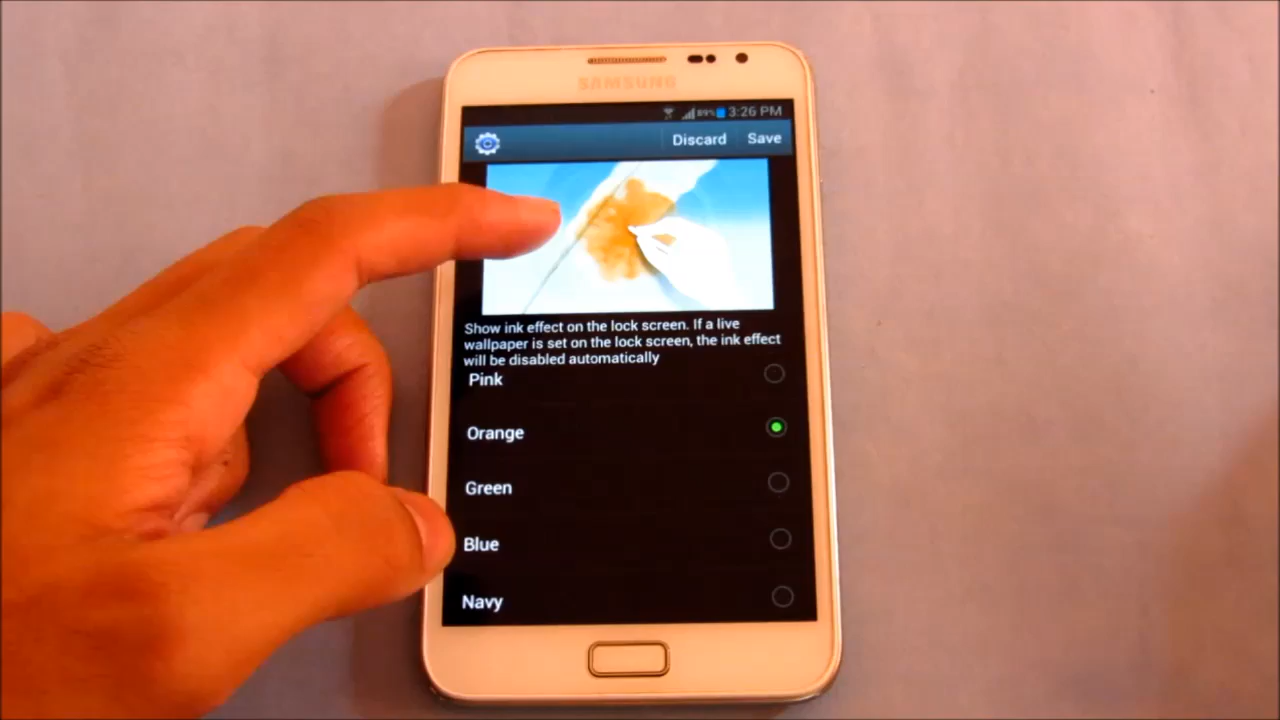 SAMSUNG
89% 3:26 PM
Discard Save
Show ink effect on the lock screen. If a live
wallpaper is set on the lock screen, the ink effect
will be disabled automatically
Pink
Orange
Green
Blue
Navy